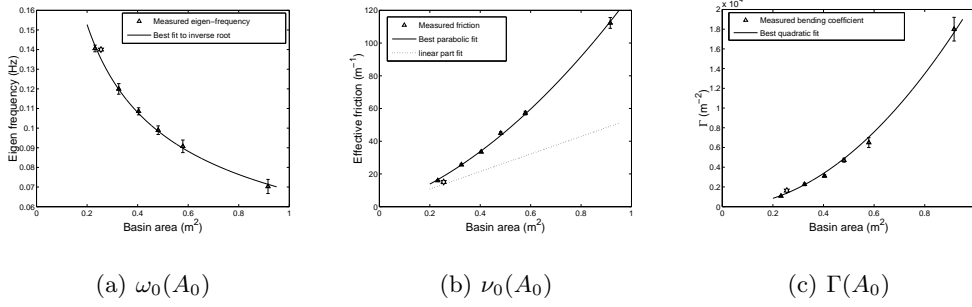 0.16
0.15
0.14
0.13
0.12
0.11
0.1
0.09
0.08
0.07
0.06
0 0.2 0.4 0.6 0.8 1
Eigen frequency (Hz)
Basin area (m²)
Measured eigen−frequency
Best fit to inverse root
120
100
80
60
40
20
0
0 0.2 0.4 0.6 0.8 1
Effective friction (m⁻¹)
Basin area (m²)
Measured friction
Best parabolic fit
linear part fit
2
1.8
1.6
1.4
1.2
1
0.8
0.6
0.4
0.2
0
0 0.2 0.4 0.6 0.8 1
Γ (m⁻²)
Basin area (m²)
Measured bending coefficient
Best quadratic fit
(a) ω₀(A₀) (b) ν₀(A₀) (c) Γ(A₀)